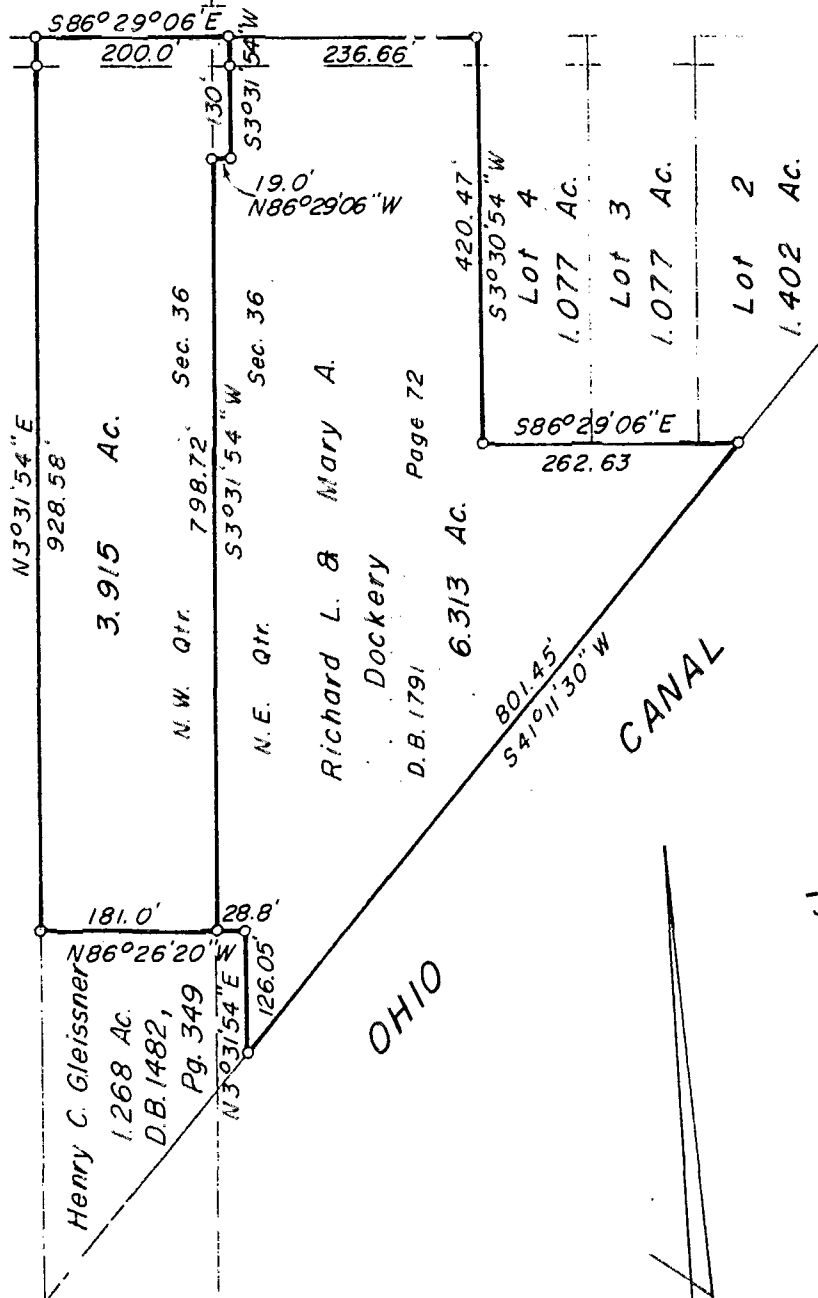 S86°29'06"E
200.0'
236.66'
130'
S3°31'54"W
19.0'
N86°29'06"W
N3°31'54"E
928.58'
3.915 Ac.
N.W. Qtr. Sec. 36
798.72'
S3°31'54"W
N.E. Qtr. Sec. 36
Richard L. & Mary A.
Dockery
D.B. 1791 Page 72
6.313 Ac.
420.47'
S3°30'54"W
Lot 4
1.077 Ac.
Lot 3
1.077 Ac.
Lot 2
1.402 Ac.
S86°29'06"E
262.63
801.45'
S41°11'30"W
OHIO CANAL
181.0'
28.8'
N86°26'20"W
126.05'
N3°31'54"E
Henry C. Gleissner
1.268 Ac.
D.B. 1482,
Pg. 349